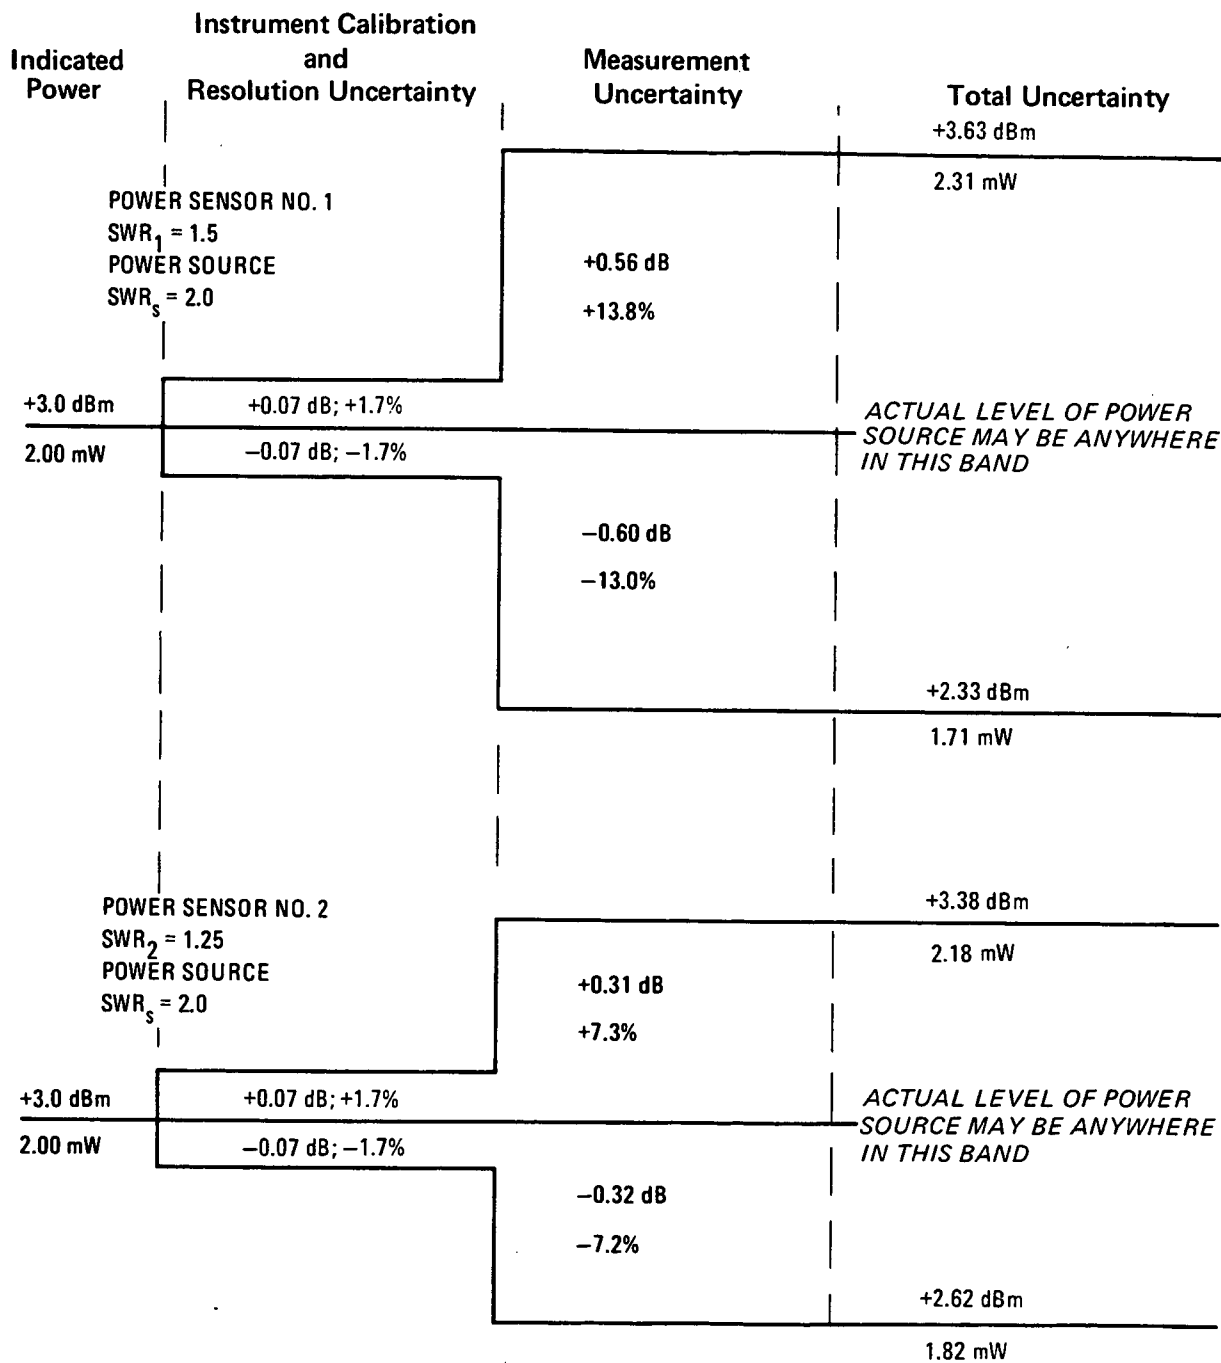 Instrument Calibration
and
Resolution Uncertainty
Indicated
Power
Measurement
Uncertainty
Total Uncertainty
+3.63 dBm
2.31 mW
POWER SENSOR NO. 1
SWR1 = 1.5
POWER SOURCE
SWRs = 2.0
+0.56 dB
+13.8%
+3.0 dBm
+0.07 dB; +1.7%
2.00 mW
−0.07 dB; −1.7%
ACTUAL LEVEL OF POWER
SOURCE MAY BE ANYWHERE
IN THIS BAND
−0.60 dB
−13.0%
+2.33 dBm
1.71 mW
POWER SENSOR NO. 2
SWR2 = 1.25
POWER SOURCE
SWRs = 2.0
+3.38 dBm
2.18 mW
+0.31 dB
+7.3%
+3.0 dBm
+0.07 dB; +1.7%
2.00 mW
−0.07 dB; −1.7%
ACTUAL LEVEL OF POWER
SOURCE MAY BE ANYWHERE
IN THIS BAND
−0.32 dB
−7.2%
+2.62 dBm
1.82 mW